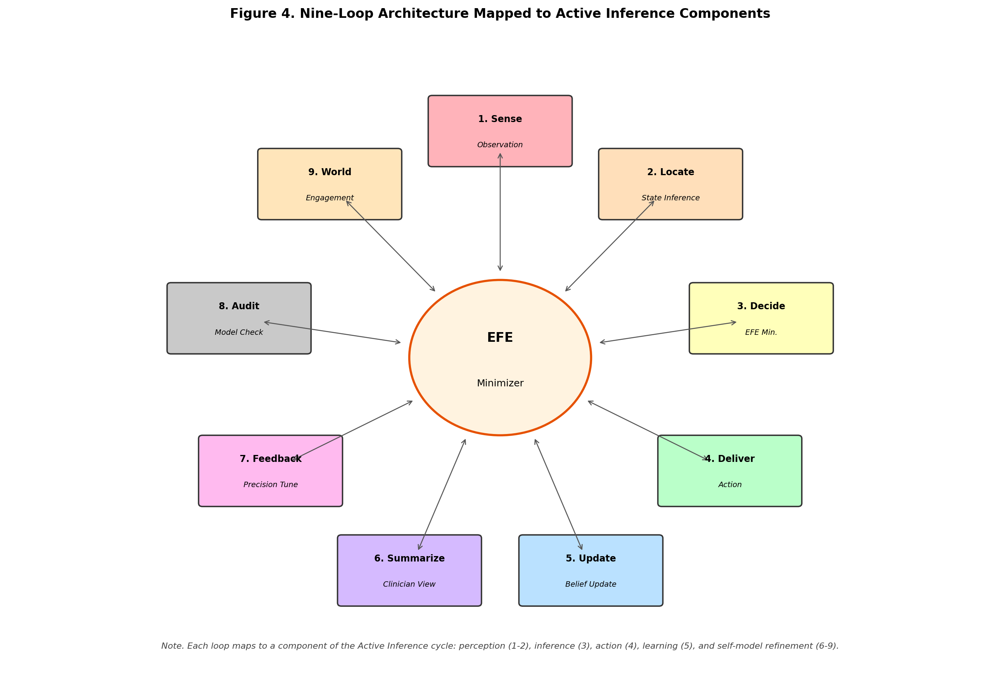 Figure 4. Nine-Loop Architecture Mapped to Active Inference Components
1. Sense
Observation
2. Locate
State Inference
3. Decide
EFE Min.
4. Deliver
Action
5. Update
Belief Update
6. Summarize
Clinician View
7. Feedback
Precision Tune
8. Audit
Model Check
9. World
Engagement
EFE
Minimizer
Note. Each loop maps to a component of the Active Inference cycle: perception (1-2), inference (3), action (4), learning (5), and self-model refinement (6-9).